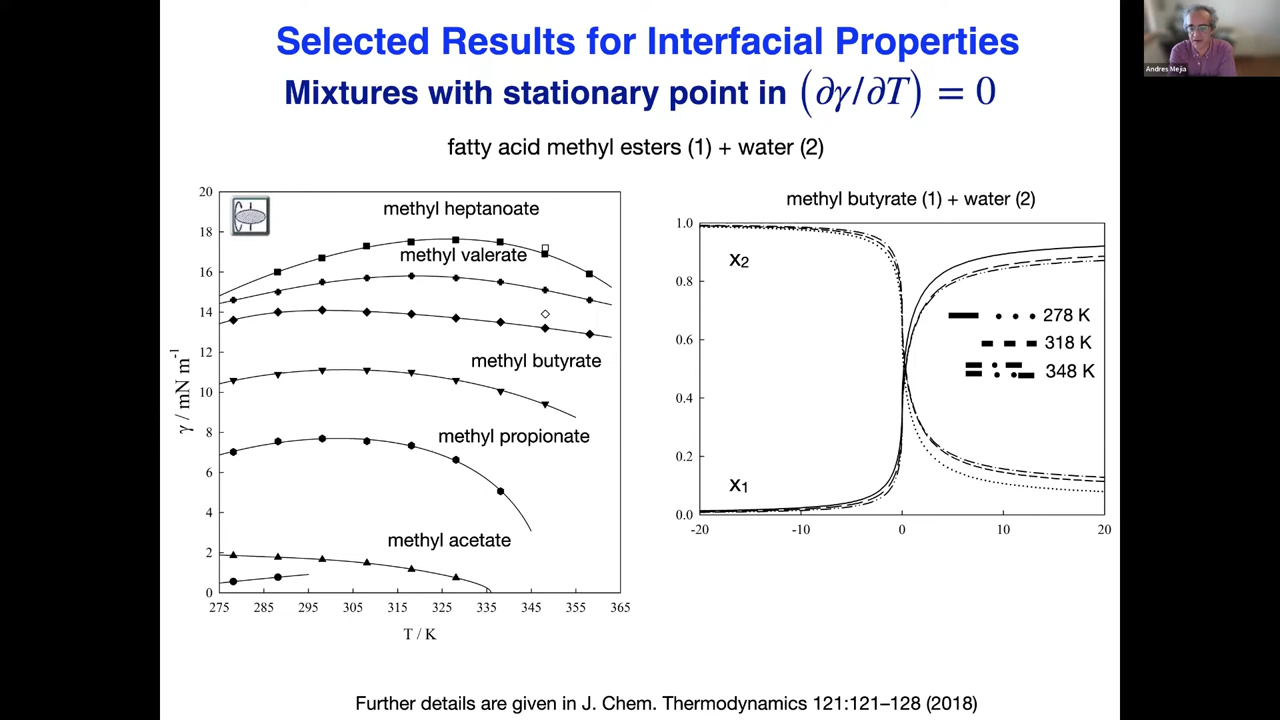 Selected Results for Interfacial Properties
Mixtures with stationary point in (∂γ/∂T) = 0
fatty acid methyl esters (1) + water (2)
Andres Mejia
20
18
16
14
12
10
8
6
4
2
0
γ / mN m⁻¹
methyl heptanoate
methyl valerate
methyl butyrate
methyl propionate
methyl acetate
275 285 295 305 315 325 335 345 355 365
T / K
methyl butyrate (1) + water (2)
1.0
0.8
0.6
0.4
0.2
0.0
x₂
x₁
278 K
318 K
348 K
-20 -10 0 10 20
Further details are given in J. Chem. Thermodynamics 121:121–128 (2018)